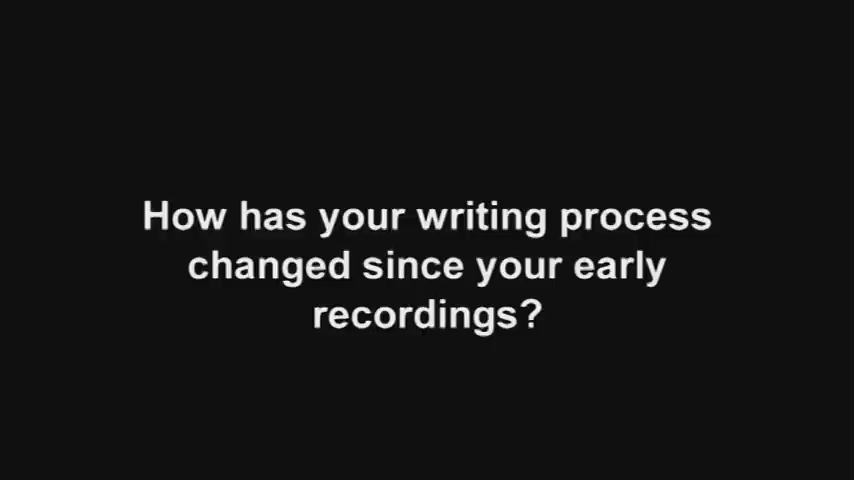 How has your writing process
changed since your early
recordings?